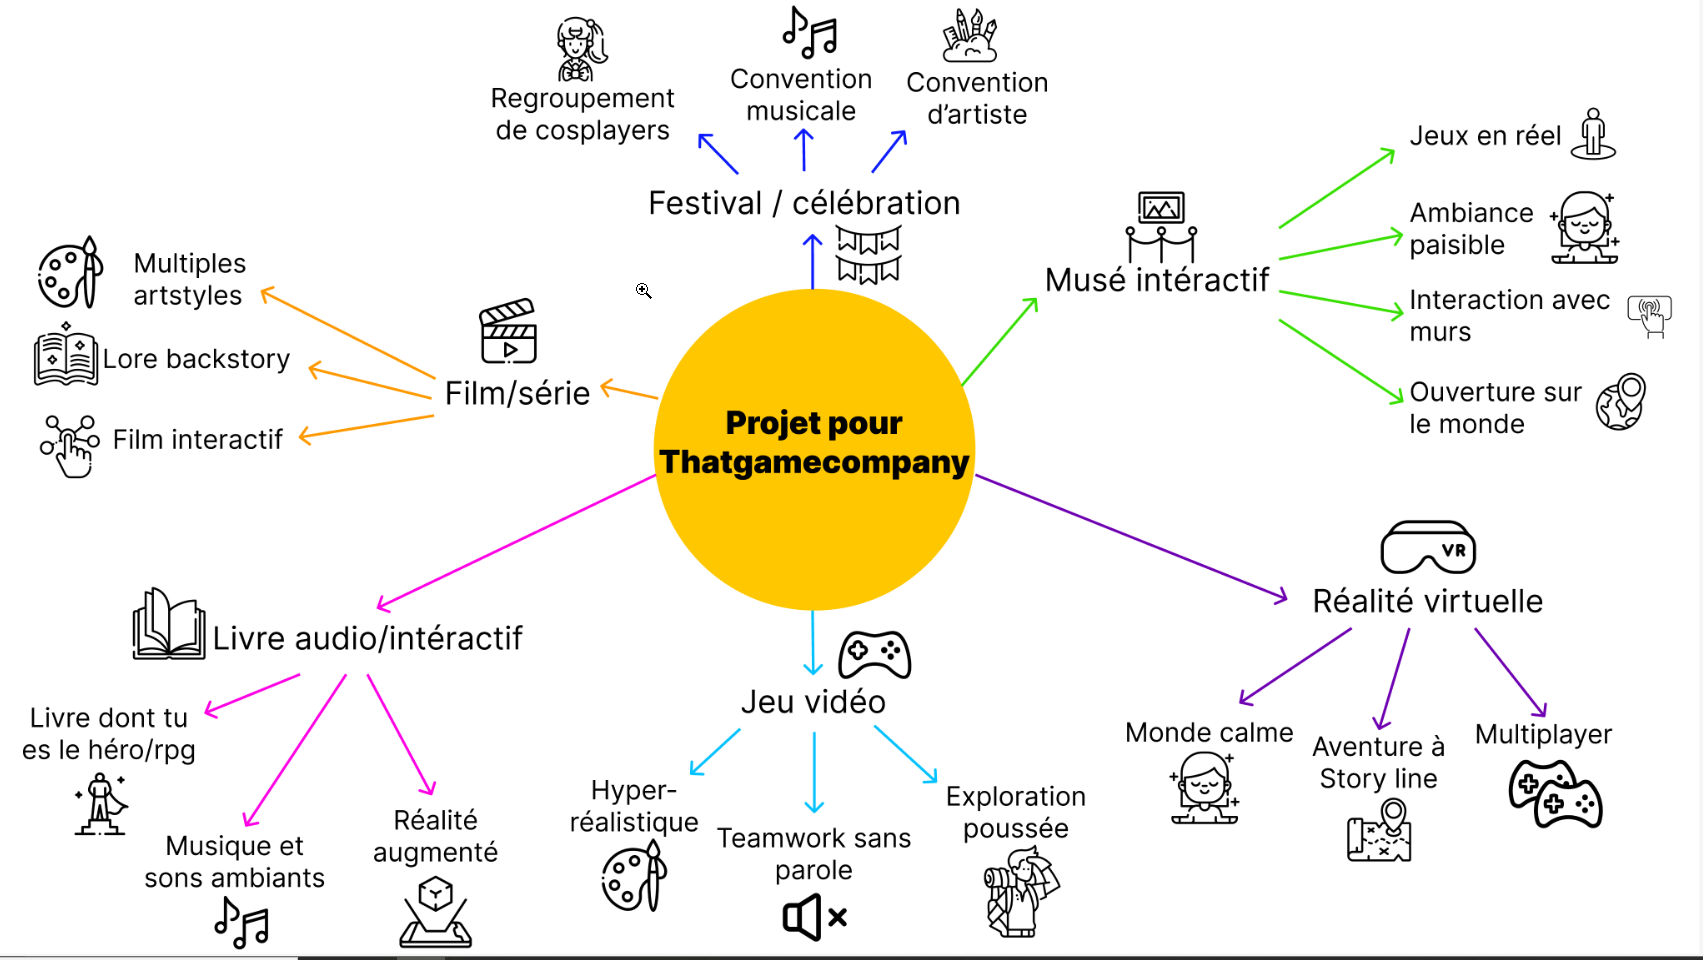 Regroupement
de cosplayers
Convention
musicale
Convention
d’artiste
Festival / célébration
Musé intéractif
Jeux en réel
Ambiance
paisible
Interaction avec
murs
Ouverture sur
le monde
Multiples
artstyles
Lore backstory
Film interactif
Film/série
Projet pour
Thatgamecompany
Livre audio/intéractif
Livre dont tu
es le héro/rpg
Musique et
sons ambiants
Réalité
augmenté
Jeu vidéo
Hyper-
réalistique
Teamwork sans
parole
Exploration
poussée
VR
Réalité virtuelle
Monde calme
Aventure à
Story line
Multiplayer